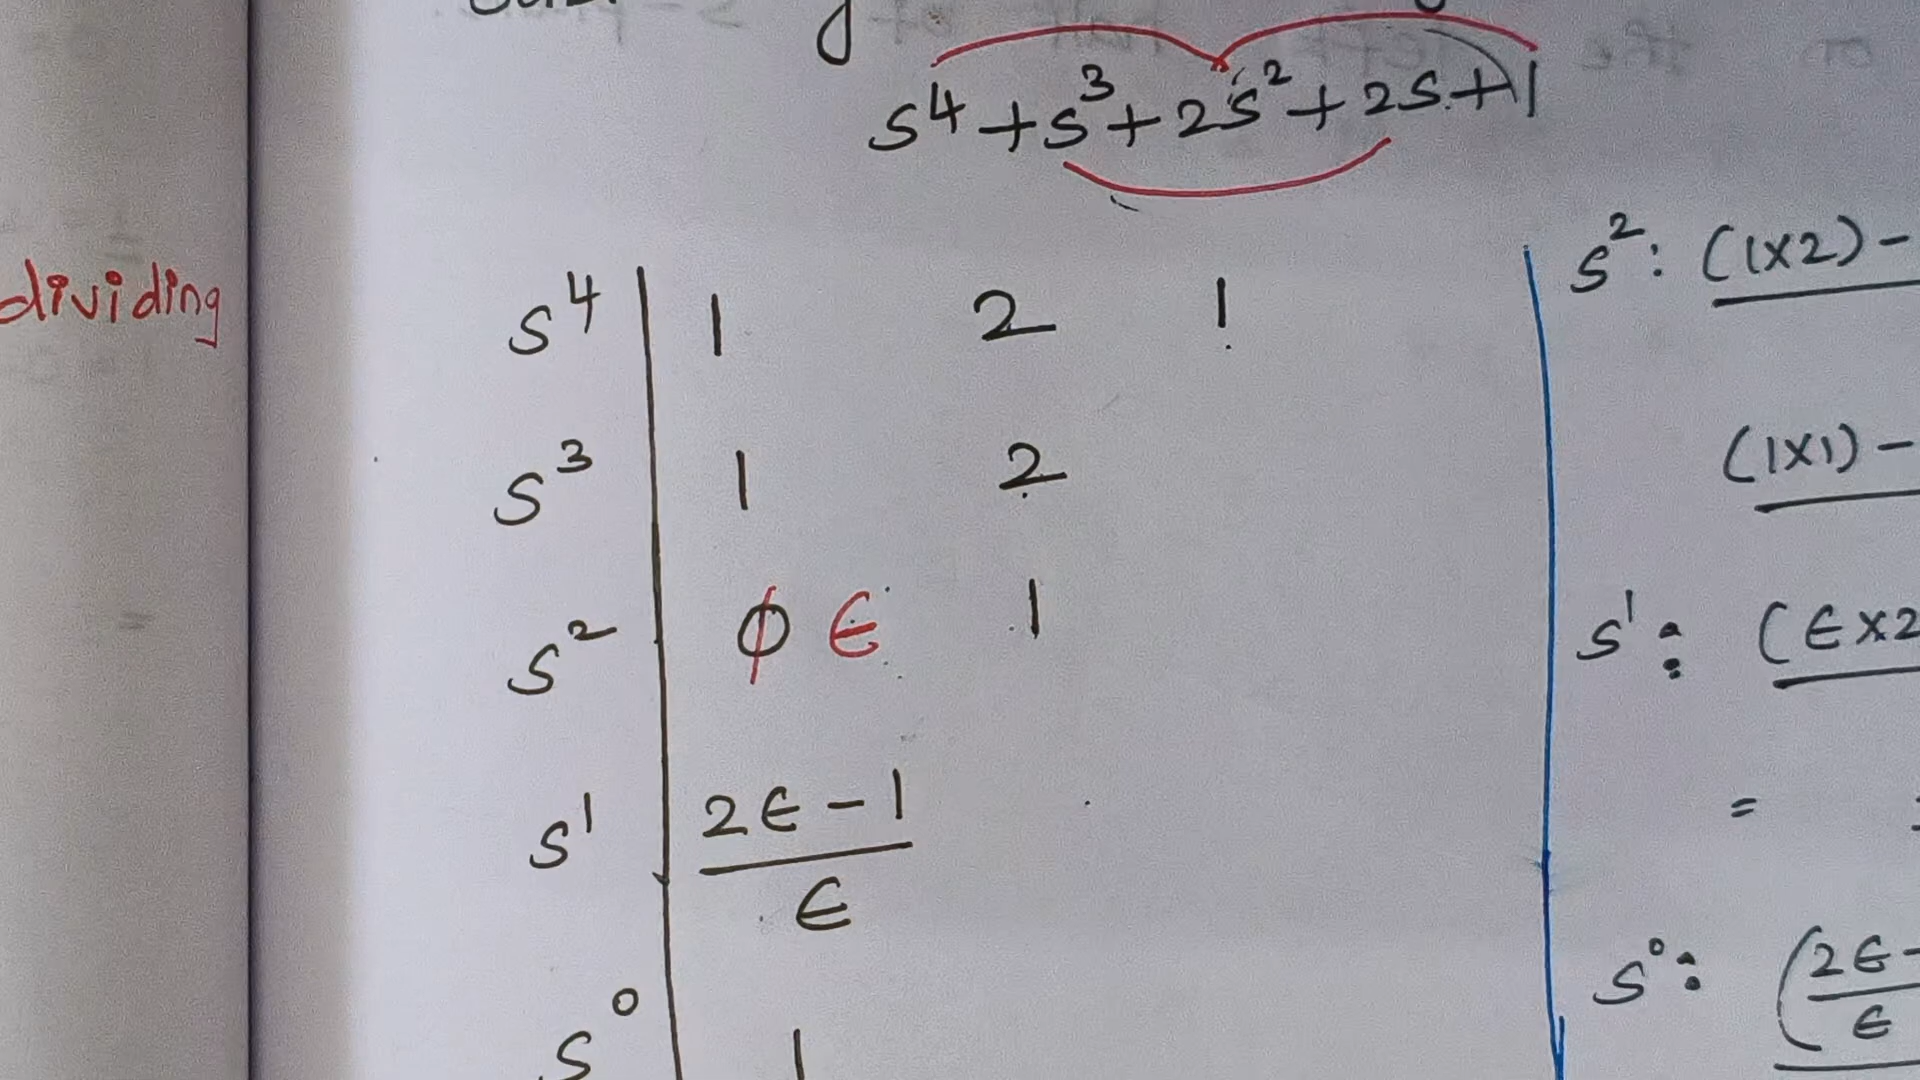 s⁴ + s³ + 2s² + 2s + 1
dividing
s⁴ | 1 2 1
s³ | 1 2
s² | 0 ϵ 1
s¹ | (2ϵ - 1)/ϵ
s⁰ | 1
s²: (1×2) -
(1×1) -
s¹: (ϵ×2
=
s⁰: (2ϵ -
ϵ